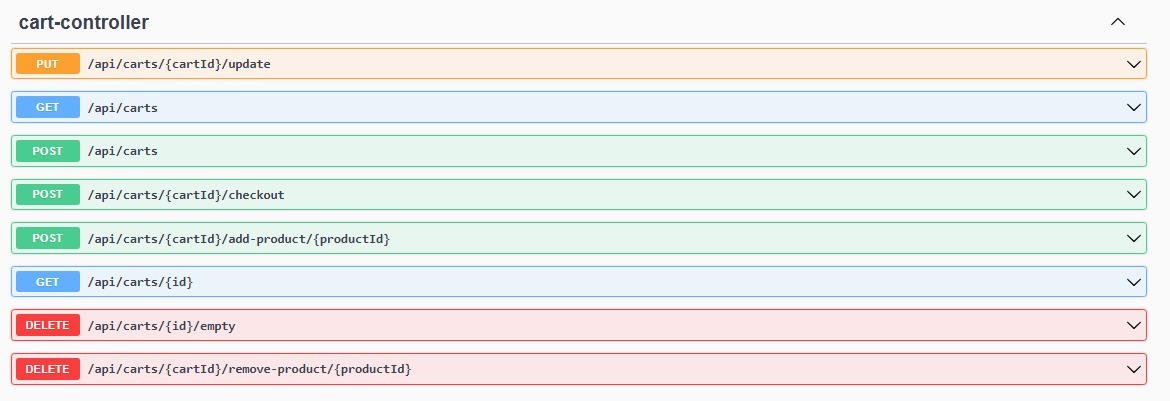 cart-controller
PUT /api/carts/{cartId}/update
GET /api/carts
POST /api/carts
POST /api/carts/{cartId}/checkout
POST /api/carts/{cartId}/add-product/{productId}
GET /api/carts/{id}
DELETE /api/carts/{id}/empty
DELETE /api/carts/{cartId}/remove-product/{productId}